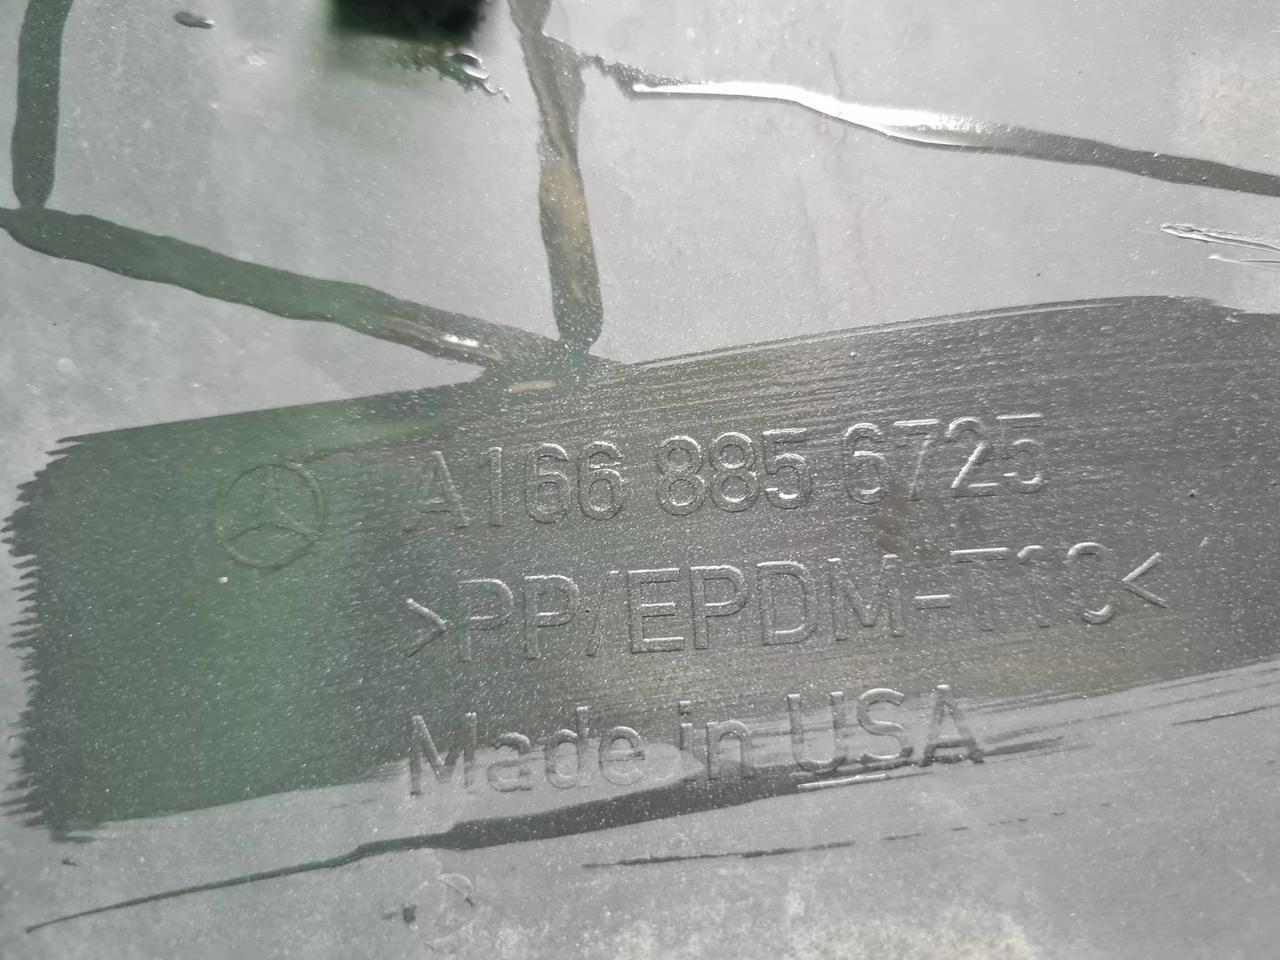 A166 885 6725
>PP/EPDM-T10<
Made in USA